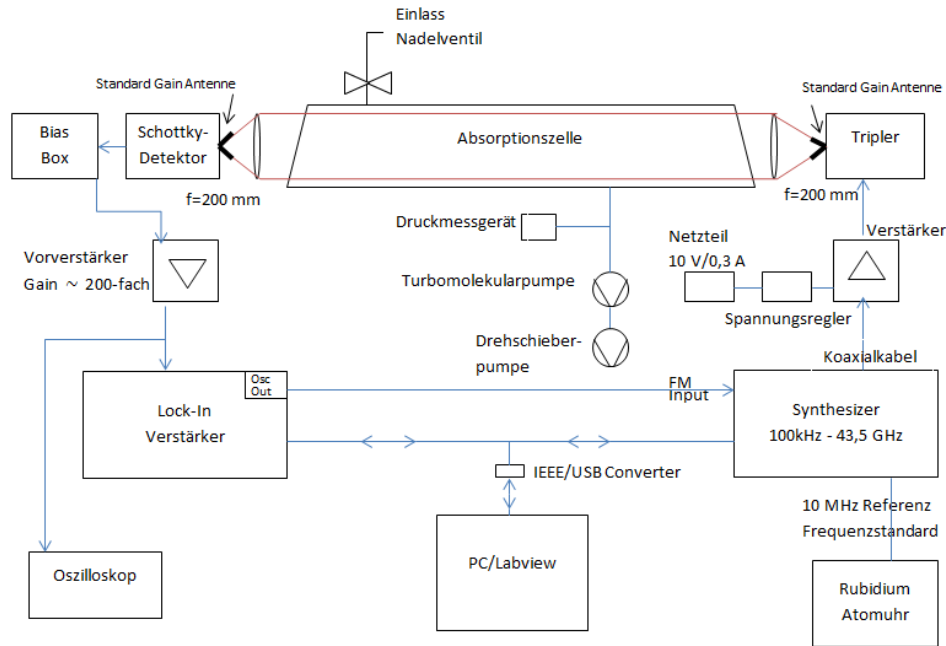 Einlass
Nadelventil
Standard Gain Antenne
Standard Gain Antenne
Bias
Box
Schottky-
Detektor
Absorptionszelle
Tripler
f=200 mm
f=200 mm
Druckmessgerät
Verstärker
Netzteil
10 V/0,3 A
Vorverstärker
Gain ~ 200-fach
Turbomolekularpumpe
Spannungsregler
Drehschieber-
pumpe
Koaxialkabel
Osc
Out
FM
Input
Lock-In
Verstärker
Synthesizer
100kHz - 43,5 GHz
IEEE/USB Converter
10 MHz Referenz
Frequenzstandard
Oszilloskop
PC/Labview
Rubidium
Atomuhr